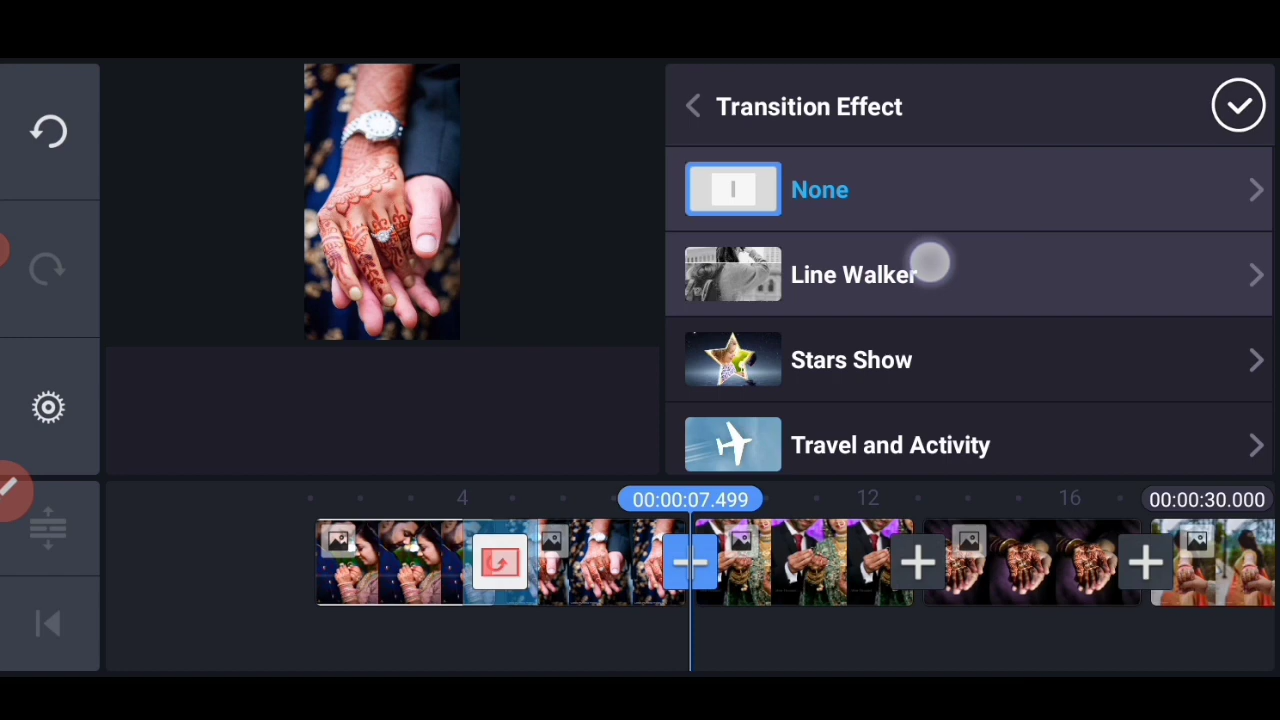 Transition Effect
None
Line Walker
Stars Show
Travel and Activity
4
00:00:07.499
12
16
00:00:30.000